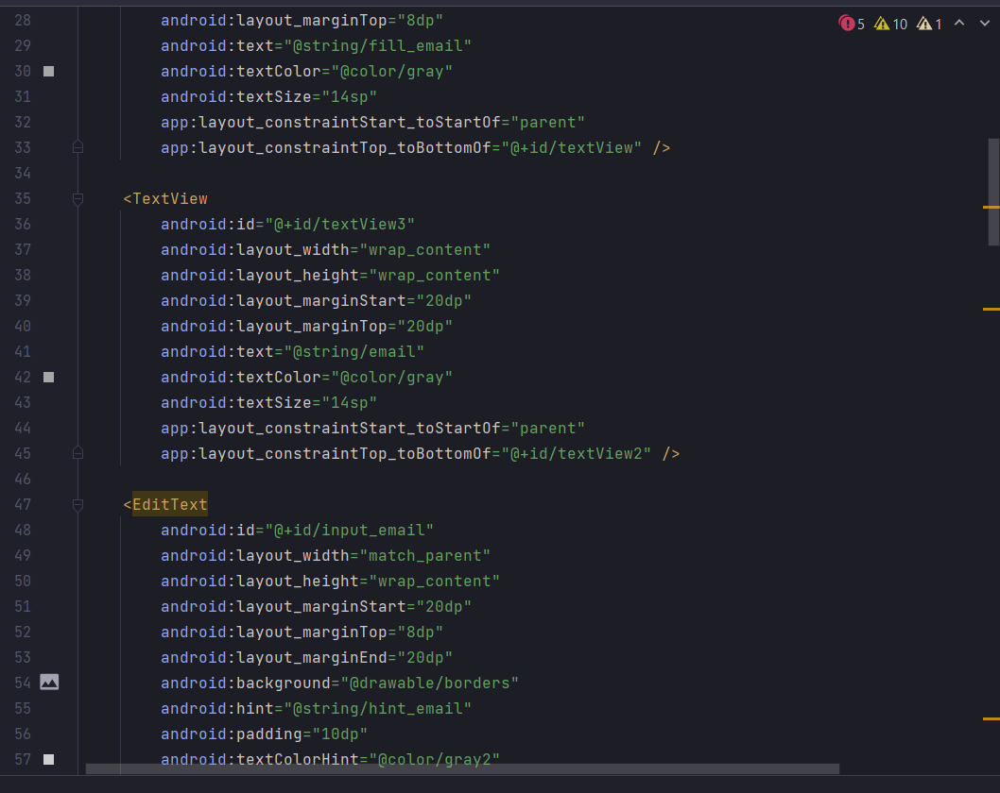 28 android:layout_marginTop="8dp"
5 10 1
29 android:text="@string/fill_email"
30 android:textColor="@color/gray"
31 android:textSize="14sp"
32 app:layout_constraintStart_toStartOf="parent"
33 app:layout_constraintTop_toBottomOf="@+id/textView" />
34
35 <TextView
36 android:id="@+id/textView3"
37 android:layout_width="wrap_content"
38 android:layout_height="wrap_content"
39 android:layout_marginStart="20dp"
40 android:layout_marginTop="20dp"
41 android:text="@string/email"
42 android:textColor="@color/gray"
43 android:textSize="14sp"
44 app:layout_constraintStart_toStartOf="parent"
45 app:layout_constraintTop_toBottomOf="@+id/textView2" />
46
47 <EditText
48 android:id="@+id/input_email"
49 android:layout_width="match_parent"
50 android:layout_height="wrap_content"
51 android:layout_marginStart="20dp"
52 android:layout_marginTop="8dp"
53 android:layout_marginEnd="20dp"
54 android:background="@drawable/borders"
55 android:hint="@string/hint_email"
56 android:padding="10dp"
57 android:textColorHint="@color/gray2"